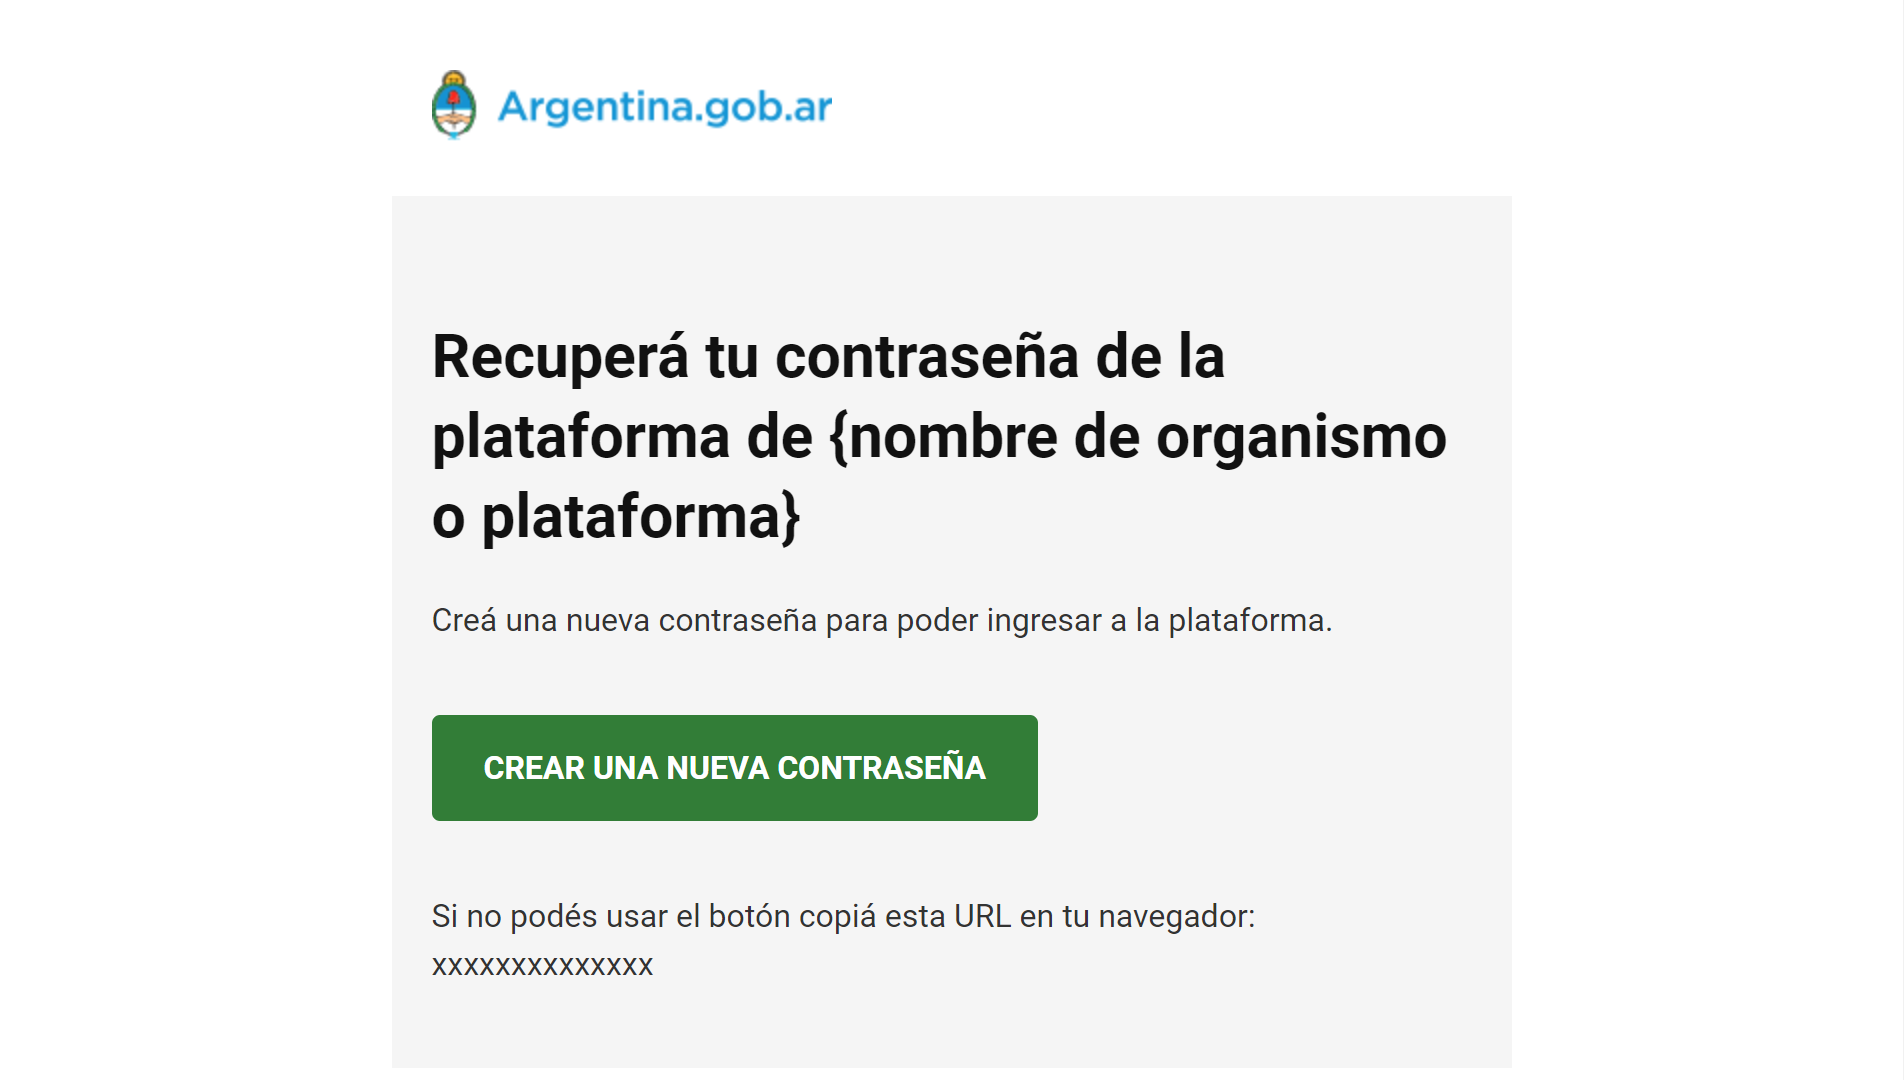 Argentina.gob.ar
Recuperá tu contraseña de la
plataforma de {nombre de organismo
o plataforma}
Creá una nueva contraseña para poder ingresar a la plataforma.
CREAR UNA NUEVA CONTRASEÑA
Si no podés usar el botón copiá esta URL en tu navegador:
xxxxxxxxxxxxxx